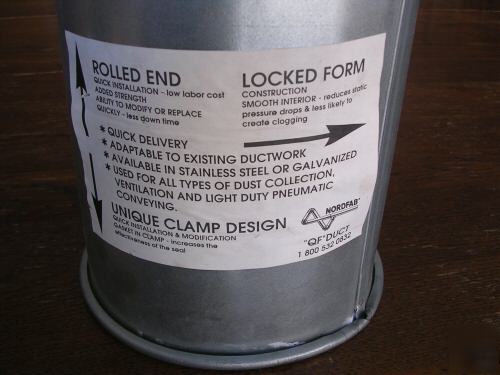 ROLLED END
QUICK INSTALLATION - low labor cost
ADDED STRENGTH
ABILITY TO MODIFY OR REPLACE
QUICKLY - less down time
LOCKED FORM
CONSTRUCTION
SMOOTH INTERIOR - reduces static
pressure drops & less likely to
create clogging
* QUICK DELIVERY
* ADAPTABLE TO EXISTING DUCTWORK
* AVAILABLE IN STAINLESS STEEL OR GALVANIZED
* USED FOR ALL TYPES OF DUST COLLECTION,
VENTILATION AND LIGHT DUTY PNEUMATIC
CONVEYING.
UNIQUE CLAMP DESIGN
QUICK INSTALLATION & MODIFICATION
GASKET IN CLAMP - increases the
effectiveness of the seal
NORDFAB
"QF" DUCT
1 800 532 0832